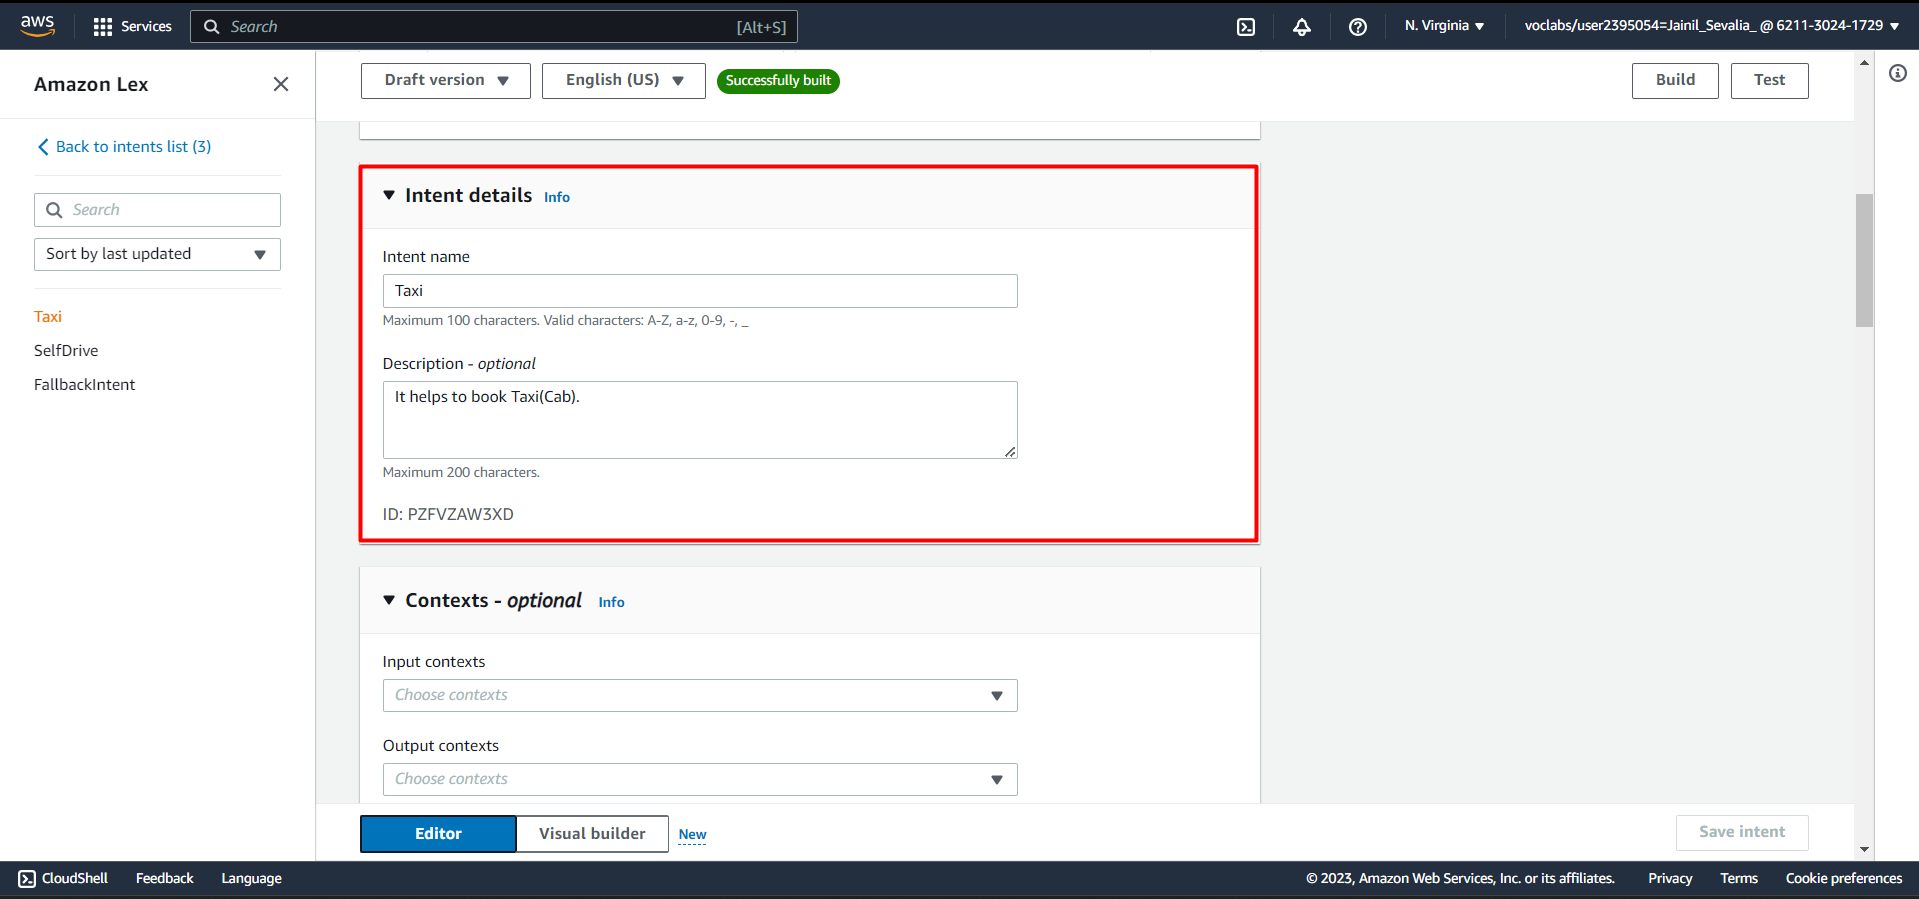 aws Services Search [Alt+S] N. Virginia voclabs/user2395054=Jainil_Sevalia_ @ 6211-3024-1729
Amazon Lex
Back to intents list (3)
Search
Sort by last updated
Taxi
SelfDrive
FallbackIntent
Draft version English (US) Successfully built Build Test
Intent details Info
Intent name
Taxi
Maximum 100 characters. Valid characters: A-Z, a-z, 0-9, -, _
Description - optional
It helps to book Taxi(Cab).
Maximum 200 characters.
ID: PZFVZAW3XD
Contexts - optional Info
Input contexts
Choose contexts
Output contexts
Choose contexts
Editor Visual builder New Save intent
CloudShell Feedback Language © 2023, Amazon Web Services, Inc. or its affiliates. Privacy Terms Cookie preferences